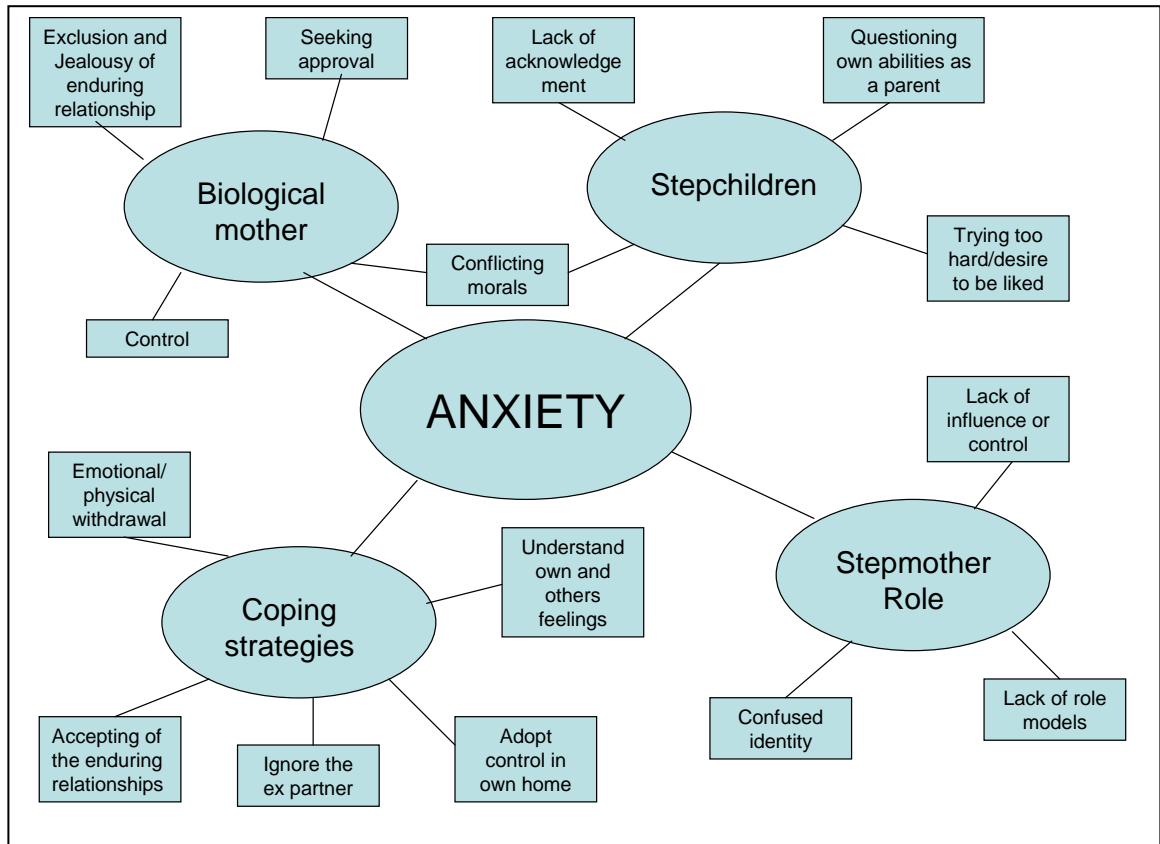 Exclusion and
Jealousy of
enduring
relationship
Seeking
approval
Lack of
acknowledge
ment
Questioning
own abilities as
a parent
Biological
mother
Stepchildren
Conflicting
morals
Trying too
hard/desire
to be liked
Control
ANXIETY
Lack of
influence or
control
Emotional/
physical
withdrawal
Understand
own and
others
feelings
Coping
strategies
Stepmother
Role
Accepting of
the enduring
relationships
Ignore the
ex partner
Adopt
control in
own home
Confused
identity
Lack of role
models